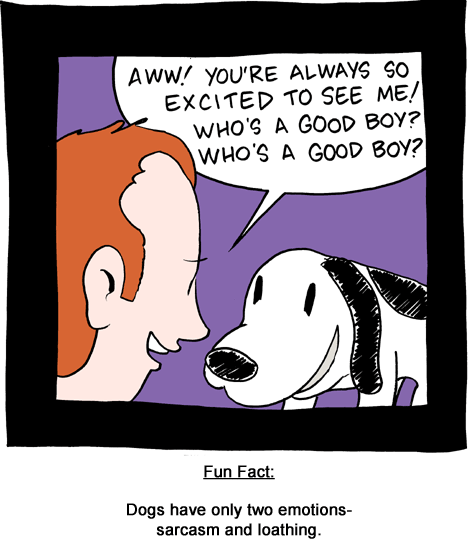 AWW! YOU'RE ALWAYS SO
EXCITED TO SEE ME!
WHO'S A GOOD BOY?
WHO'S A GOOD BOY?
Fun Fact:
Dogs have only two emotions-
sarcasm and loathing.